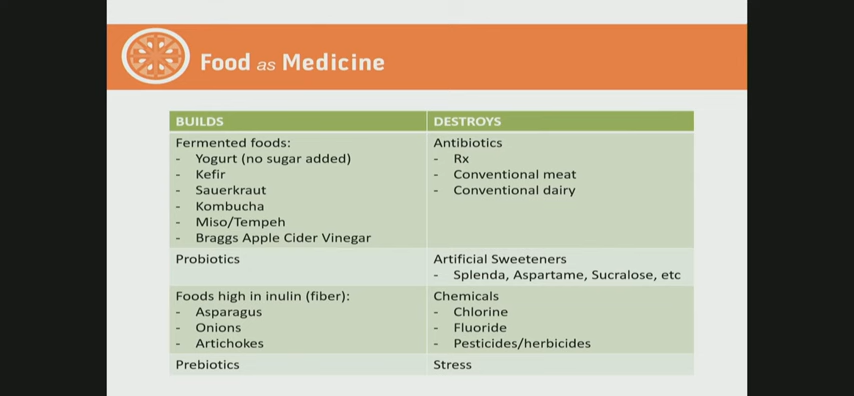 Food as Medicine
BUILDS
Fermented foods:
- Yogurt (no sugar added)
- Kefir
- Sauerkraut
- Kombucha
- Miso/Tempeh
- Braggs Apple Cider Vinegar
DESTROYS
Antibiotics
- Rx
- Conventional meat
- Conventional dairy
Probiotics
Artificial Sweeteners
- Splenda, Aspartame, Sucralose, etc
Foods high in inulin (fiber):
- Asparagus
- Onions
- Artichokes
Chemicals
- Chlorine
- Fluoride
- Pesticides/herbicides
Prebiotics
Stress